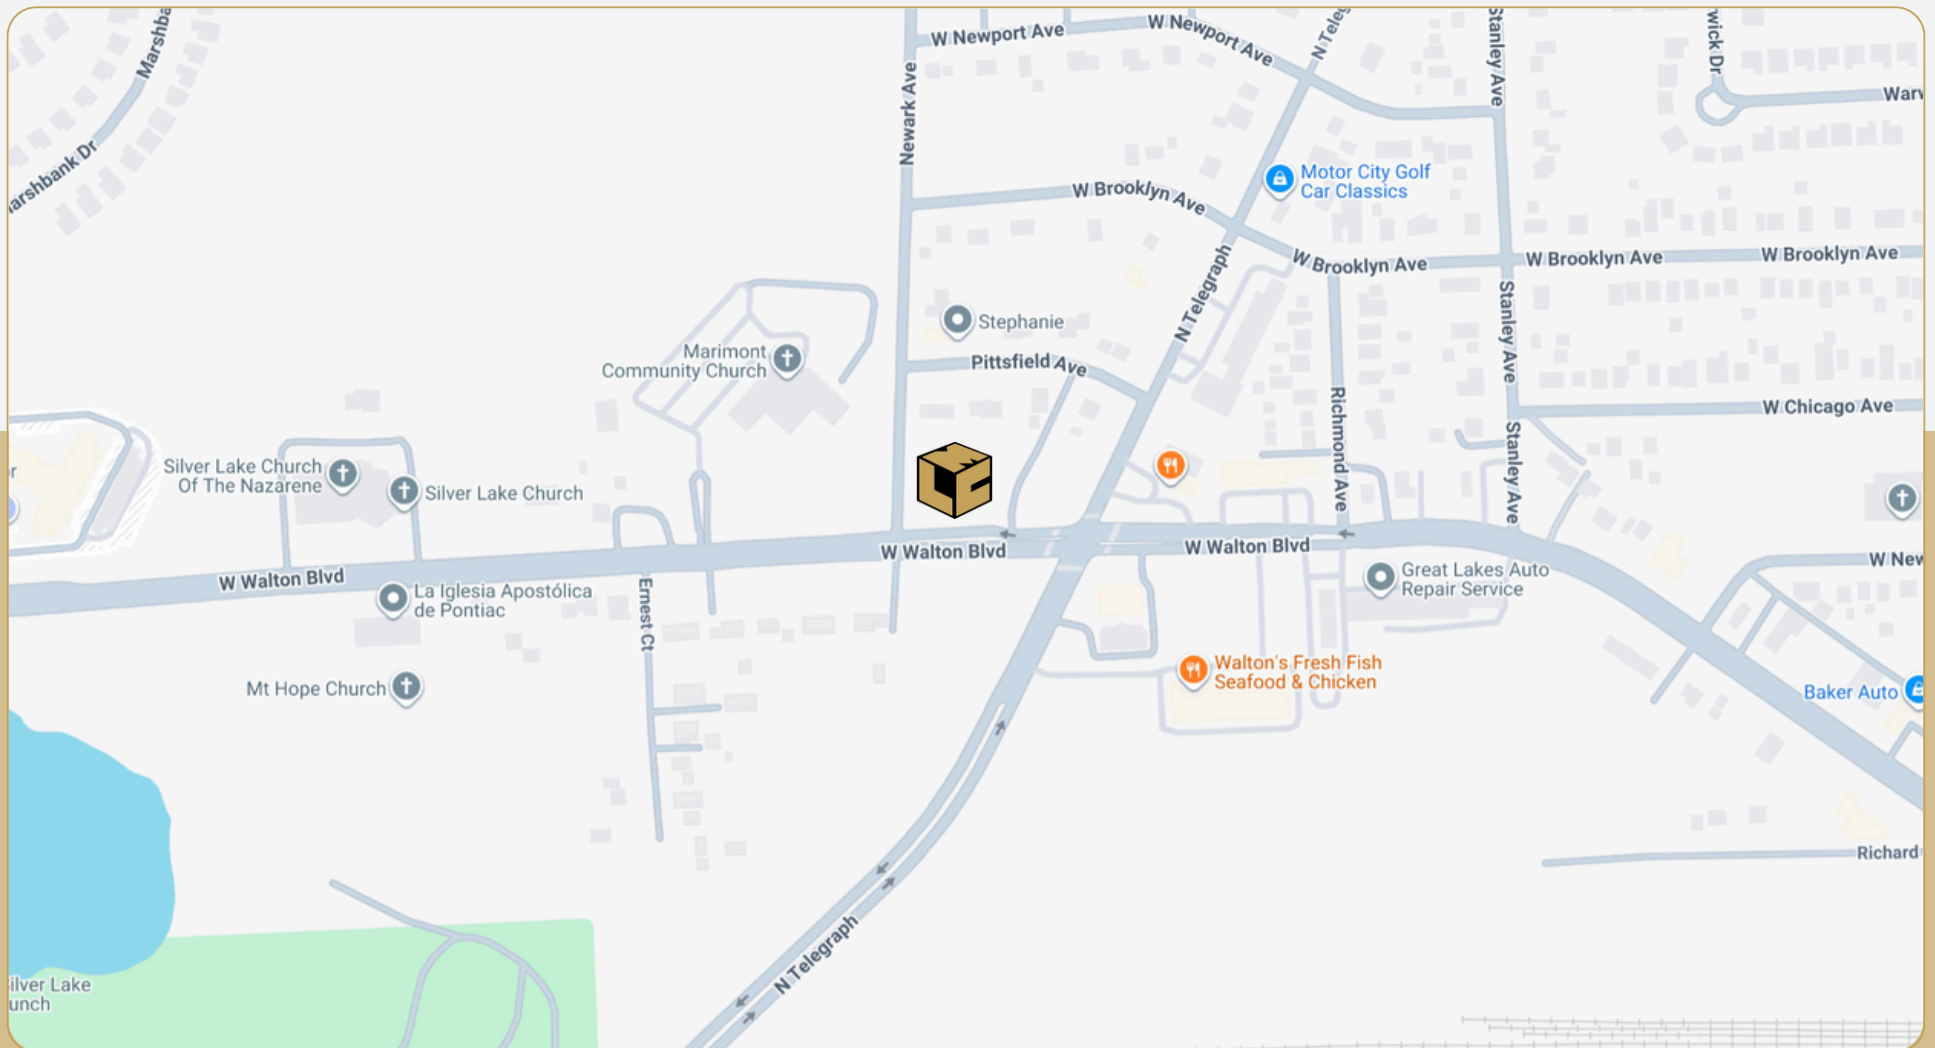 Marshba
W Newport Ave
W Newport Ave
N Teleg
Stanley Ave
wick Dr
Newark Ave
Warw
arshbank Dr
Motor City Golf
Car Classics
W Brooklyn Ave
W Brooklyn Ave
W Brooklyn Ave
W Brooklyn Ave
N Telegraph
Stephanie
Stanley Ave
Marimont
Community Church
Pittsfield Ave
Richmond Ave
W Chicago Ave
Stanley Ave
r
Silver Lake Church
Of The Nazarene
Silver Lake Church
W Walton Blvd
W Walton Blvd
W Walton Blvd
W New
Great Lakes Auto
Repair Service
La Iglesia Apostólica
de Pontiac
Ernest Ct
Walton's Fresh Fish
Seafood & Chicken
Mt Hope Church
Baker Auto
Richard
N Telegraph
ilver Lake
unch